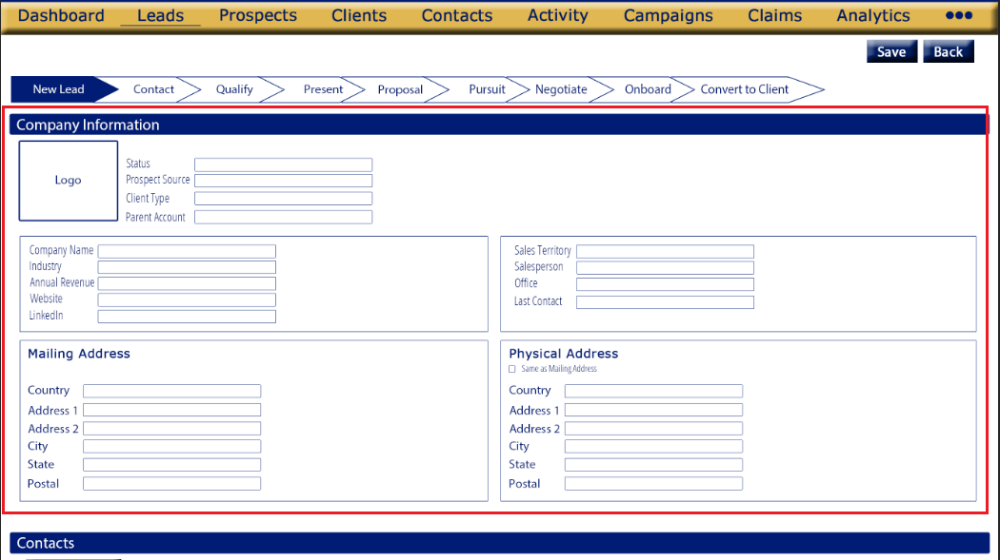 Dashboard Leads Prospects Clients Contacts Activity Campaigns Claims Analytics
Save Back
New Lead Contact Qualify Present Proposal Pursuit Negotiate Onboard Convert to Client
Company Information
Logo
Status
Prospect Source
Client Type
Parent Account
Company Name
Industry
Annual Revenue
Website
LinkedIn
Sales Territory
Salesperson
Office
Last Contact
Mailing Address
Country
Address 1
Address 2
City
State
Postal
Physical Address
Same as Mailing Address
Country
Address 1
Address 2
City
State
Postal
Contacts